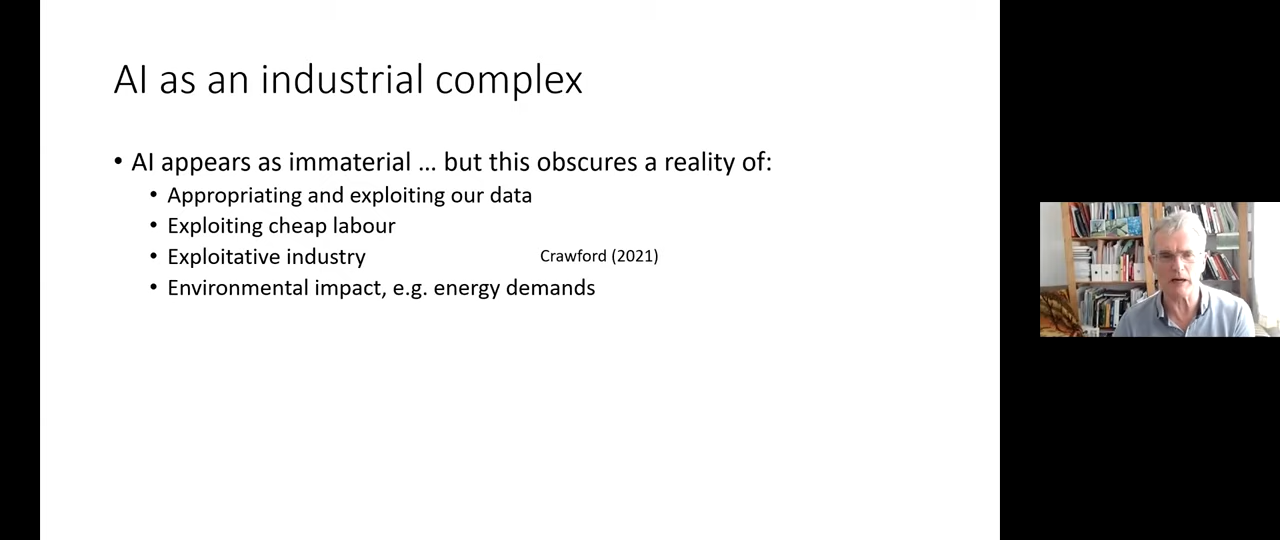 AI as an industrial complex
• AI appears as immaterial … but this obscures a reality of:
• Appropriating and exploiting our data
• Exploiting cheap labour
• Exploitative industry Crawford (2021)
• Environmental impact, e.g. energy demands